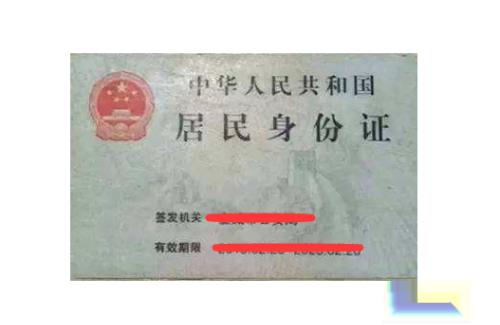 中华人民共和国
居民身份证
签发机关
有效期限